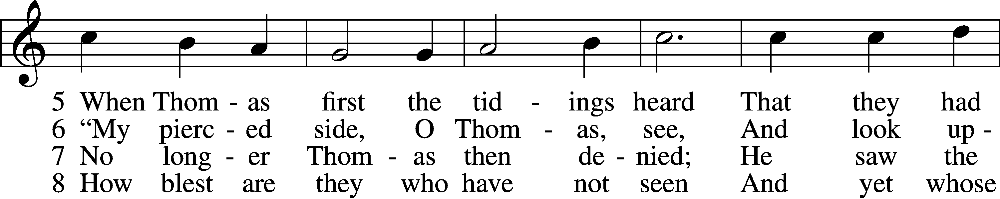 5 When Thom - as first the tid - ings heard That they had
6 “My pierc - ed side, O Thom - as, see, And look up -
7 No long - er Thom - as then de - nied; He saw the
8 How blest are they who have not seen And yet whose